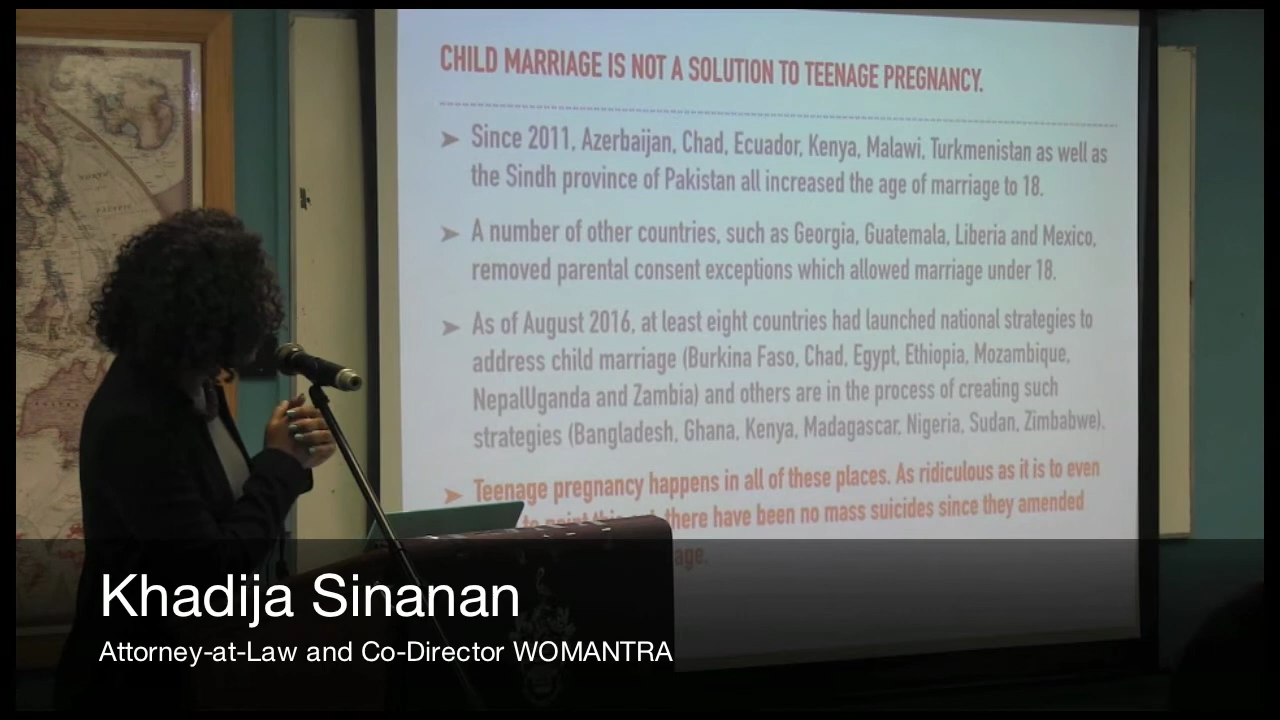 CHILD MARRIAGE IS NOT A SOLUTION TO TEENAGE PREGNANCY.
➤ Since 2011, Azerbaijan, Chad, Ecuador, Kenya, Malawi, Turkmenistan as well as
the Sindh province of Pakistan all increased the age of marriage to 18.
➤ A number of other countries, such as Georgia, Guatemala, Liberia and Mexico,
removed parental consent exceptions which allowed marriage under 18.
➤ As of August 2016, at least eight countries had launched national strategies to
address child marriage (Burkina Faso, Chad, Egypt, Ethiopia, Mozambique,
NepalUganda and Zambia) and others are in the process of creating such
strategies (Bangladesh, Ghana, Kenya, Madagascar, Nigeria, Sudan, Zimbabwe).
➤ Teenage pregnancy happens in all of these places. As ridiculous as it is to even
there have been no mass suicides since they amended
Khadija Sinanan
Attorney-at-Law and Co-Director WOMANTRA